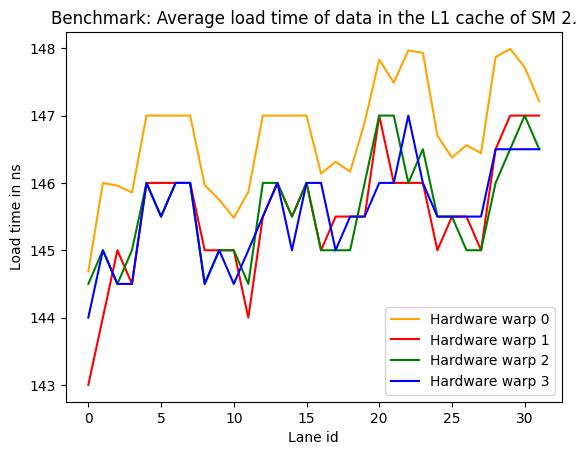 Benchmark: Average load time of data in the L1 cache of SM 2.
148
147
146
145
144
143
Load time in ns
0 5 10 15 20 25 30
Lane id
Hardware warp 0
Hardware warp 1
Hardware warp 2
Hardware warp 3